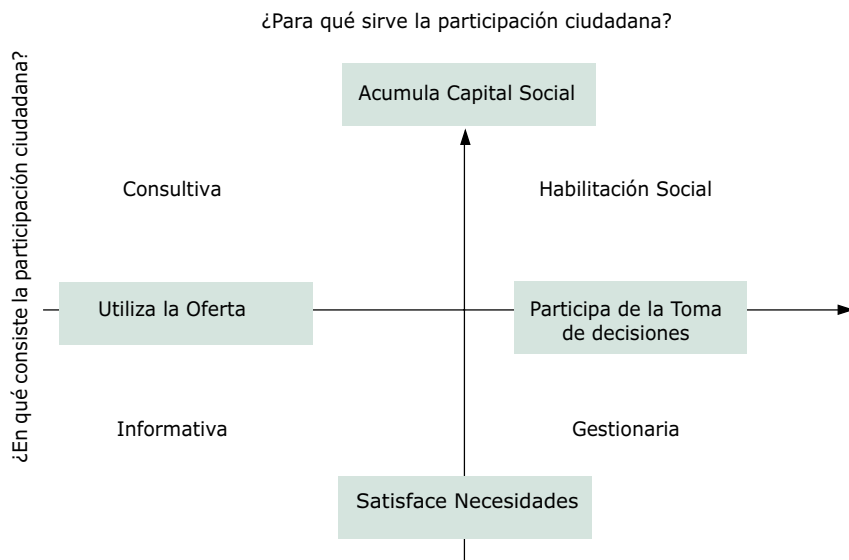 ¿Para qué sirve la participación ciudadana?
¿En qué consiste la participación ciudadana?
Acumula Capital Social
Consultiva
Habilitación Social
Utiliza la Oferta
Participa de la Toma
de decisiones
Informativa
Gestionaria
Satisface Necesidades